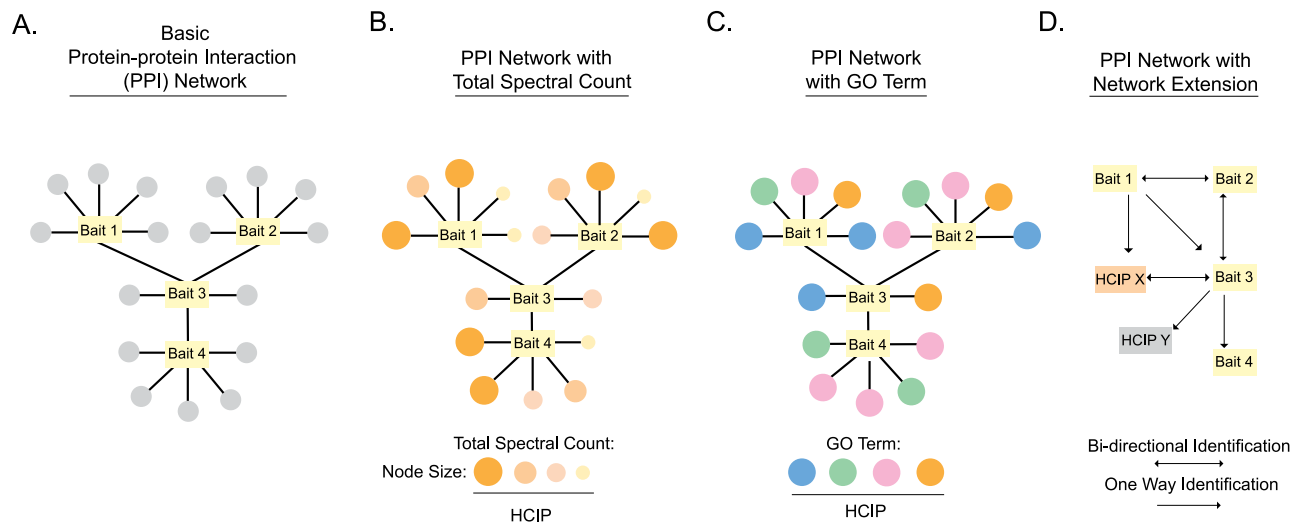 A.
Basic
Protein-protein Interaction
(PPI) Network
Bait 1
Bait 2
Bait 3
Bait 4
B.
PPI Network with
Total Spectral Count
Bait 1
Bait 2
Bait 3
Bait 4
Total Spectral Count:
Node Size:
HCIP
C.
PPI Network
with GO Term
Bait 1
Bait 2
Bait 3
Bait 4
GO Term:
HCIP
D.
PPI Network with
Network Extension
Bait 1
Bait 2
HCIP X
Bait 3
HCIP Y
Bait 4
Bi-directional Identification
One Way Identification